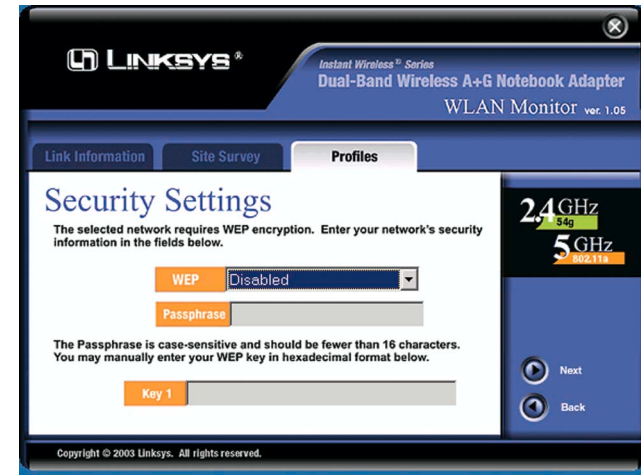 LINKSYS®
Instant Wireless® Series
Dual-Band Wireless A+G Notebook Adapter
WLAN Monitor ver. 1.05
Link Information Site Survey Profiles
Security Settings
The selected network requires WEP encryption. Enter your network's security
information in the fields below.
WEP Disabled
Passphrase
The Passphrase is case-sensitive and should be fewer than 16 characters.
You may manually enter your WEP key in hexadecimal format below.
Key 1
2.4GHz
54g
5GHz
802.11a
Next
Back
Copyright © 2003 Linksys. All rights reserved.